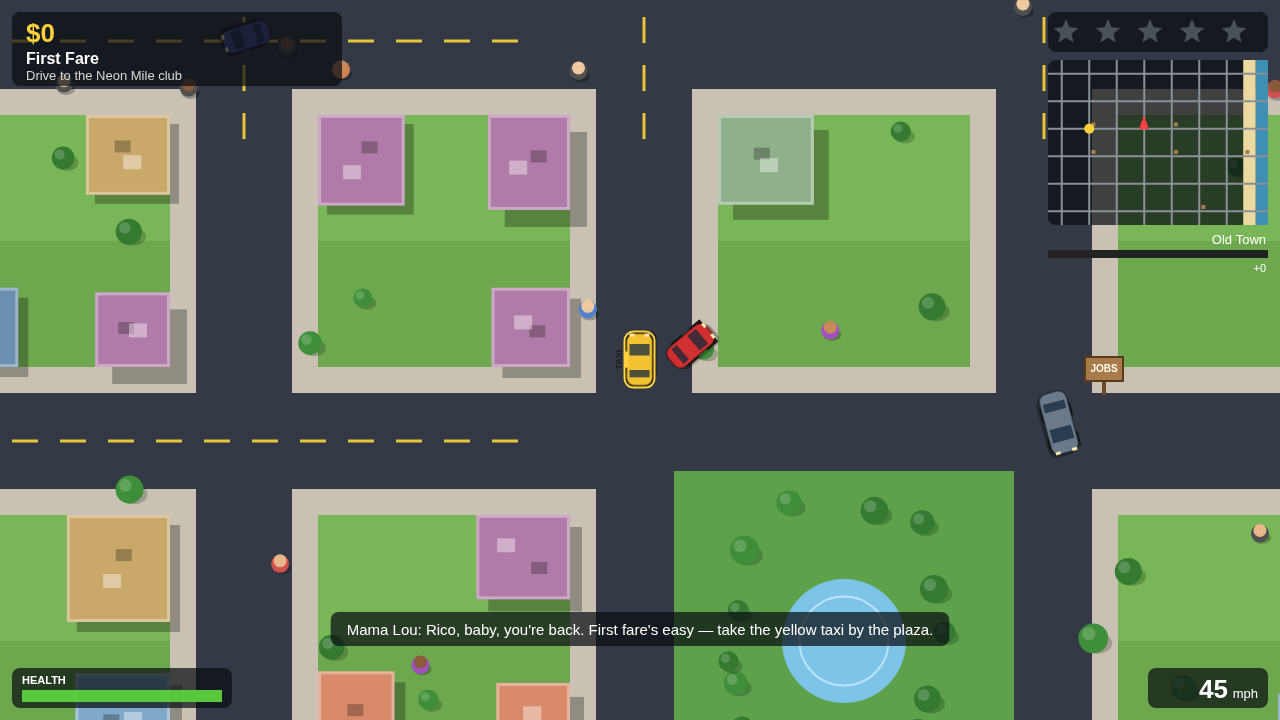 $0
First Fare
Drive to the Neon Mile club
Old Town
+0
TAXI
JOBS
Mama Lou: Rico, baby, you're back. First fare's easy — take the yellow taxi by the plaza.
HEALTH
45 mph